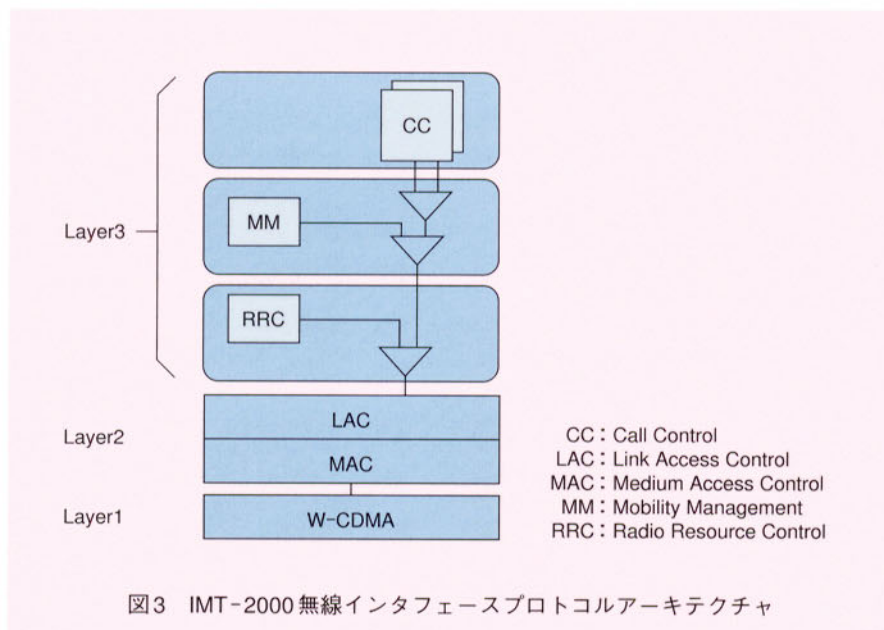 CC
MM
Layer3
RRC
LAC
Layer2
MAC
Layer1
W-CDMA
CC：Call Control
LAC：Link Access Control
MAC：Medium Access Control
MM：Mobility Management
RRC：Radio Resource Control
図3 IMT-2000無線インタフェースプロトコルアーキテクチャ